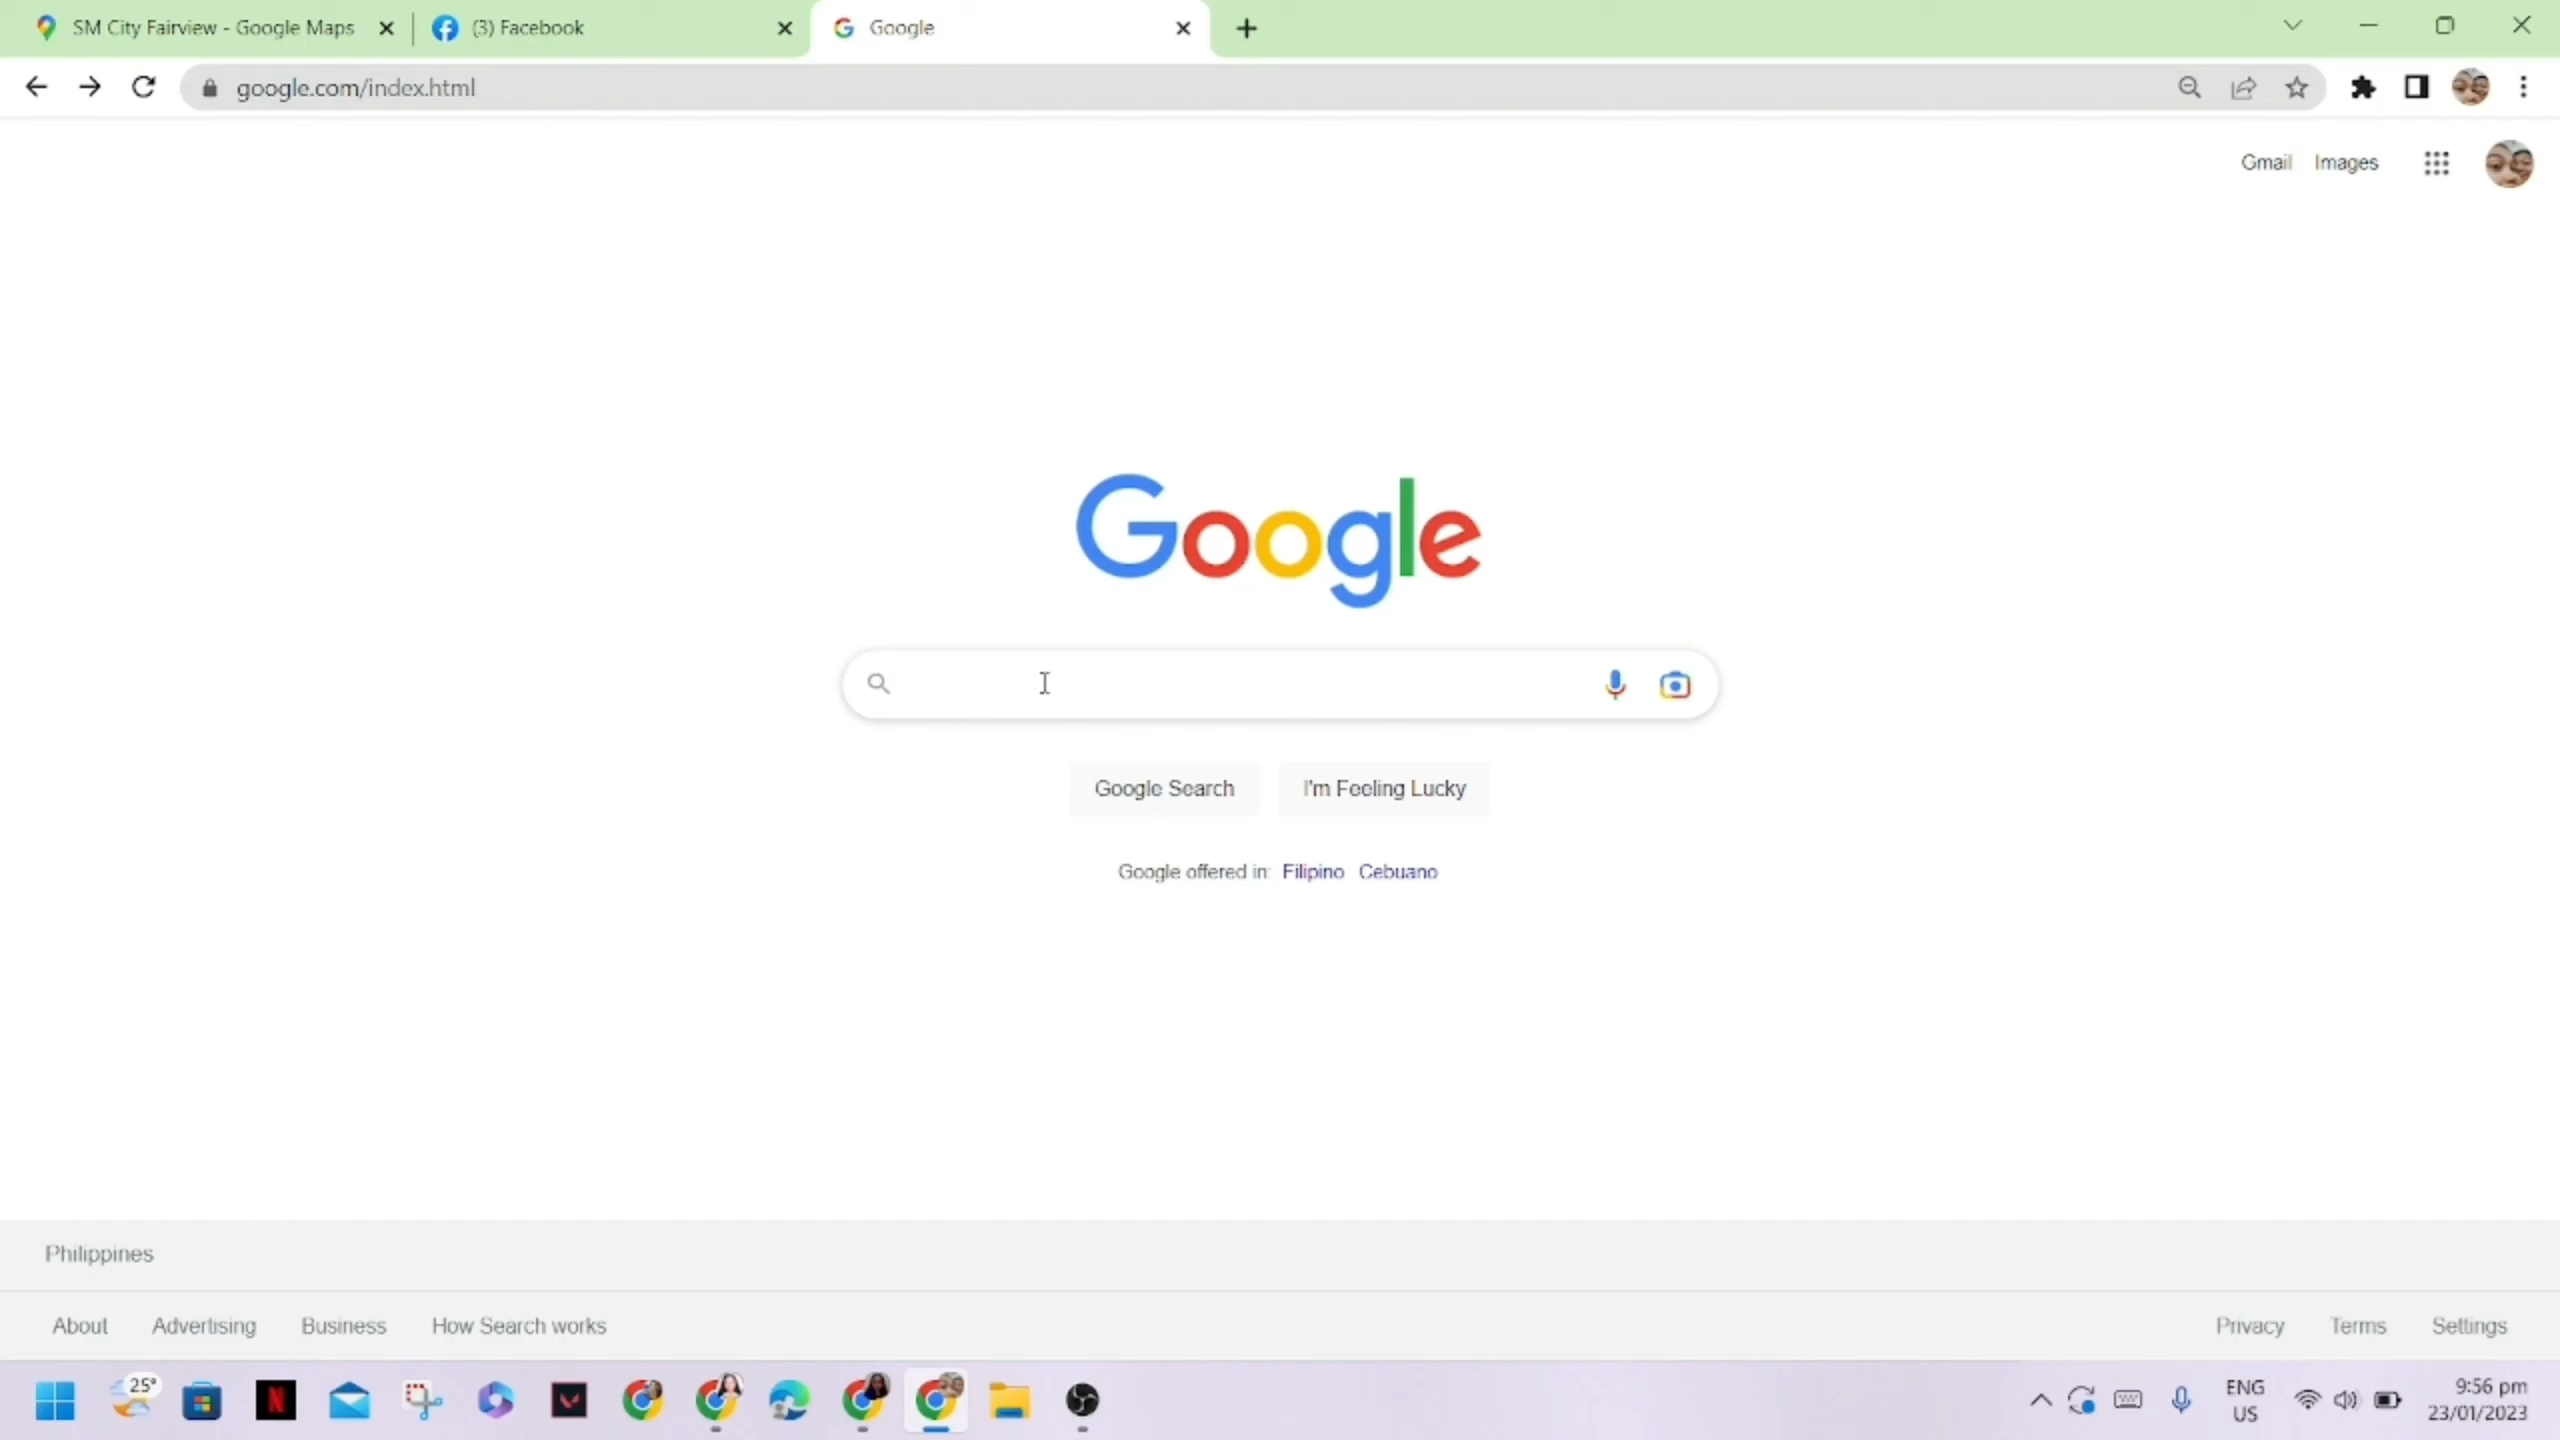 SM City Fairview - Google Maps
(3) Facebook
Google
google.com/index.html
Gmail Images
Google
Google Search I'm Feeling Lucky
Google offered in: Filipino Cebuano
Philippines
About Advertising Business How Search works
Privacy Terms Settings
25°
ENG
US
9:56 pm
23/01/2023